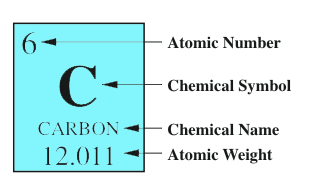 6 Atomic Number
C Chemical Symbol
CARBON Chemical Name
12.011 Atomic Weight